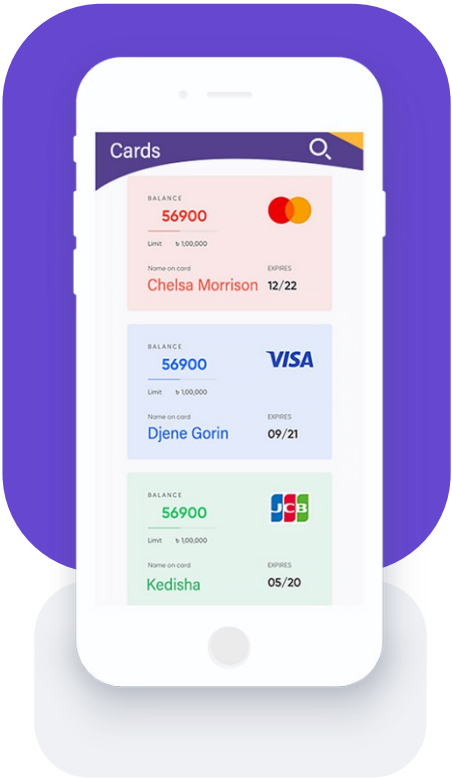 Cards
BALANCE
56900
Limit ৳ 1,00,000
Name on card EXPIRES
Chelsa Morrison 12/22
BALANCE
56900
VISA
Limit ৳ 1,00,000
Name on card EXPIRES
Djene Gorin 09/21
BALANCE
56900
JCB
Limit ৳ 1,00,000
Name on card EXPIRES
Kedisha 05/20